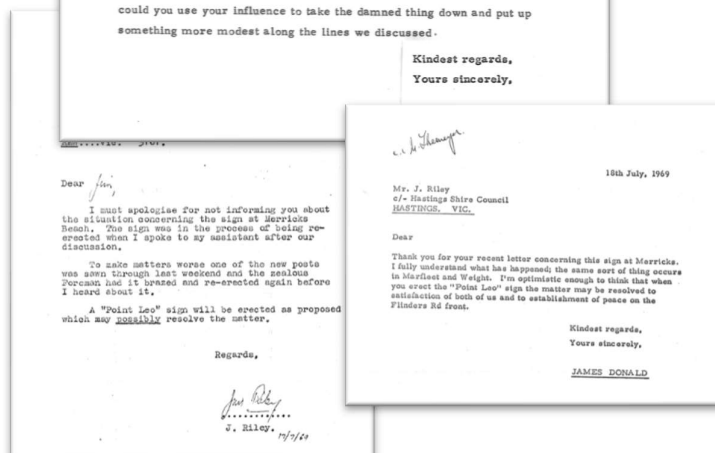 could you use your influence to take the damned thing down and put up
something more modest along the lines we discussed.
Kindest regards,
Yours sincerely,
Dear Jim,
I must apologise for not informing you about
the situation concerning the sign at Merricks
Beach. The sign was in the process of being re-
erected when I spoke to my assistant after our
discussion.
To make matters worse one of the new posts
was sawn through last weekend and the zealous
Foreman had it brazed and re-erected again before
I heard about it.
A "Point Leo" sign will be erected as proposed
which may possibly resolve the matter.
Regards,
J. Riley.
17/7/69
18th July, 1969
Mr. J. Riley
c/- Hastings Shire Council
HASTINGS. VIC.
Dear
Thank you for your recent letter concerning this sign at Merricks.
I fully understand what has happened; the same sort of thing occurs
in Marfleet and Weight. I'm optimistic enough to think that when
you erect the "Point Leo" sign the matter may be resolved to
satisfaction of both of us and to establishment of peace on the
Flinders Rd front.
Kindest regards,
Yours sincerely,
JAMES DONALD